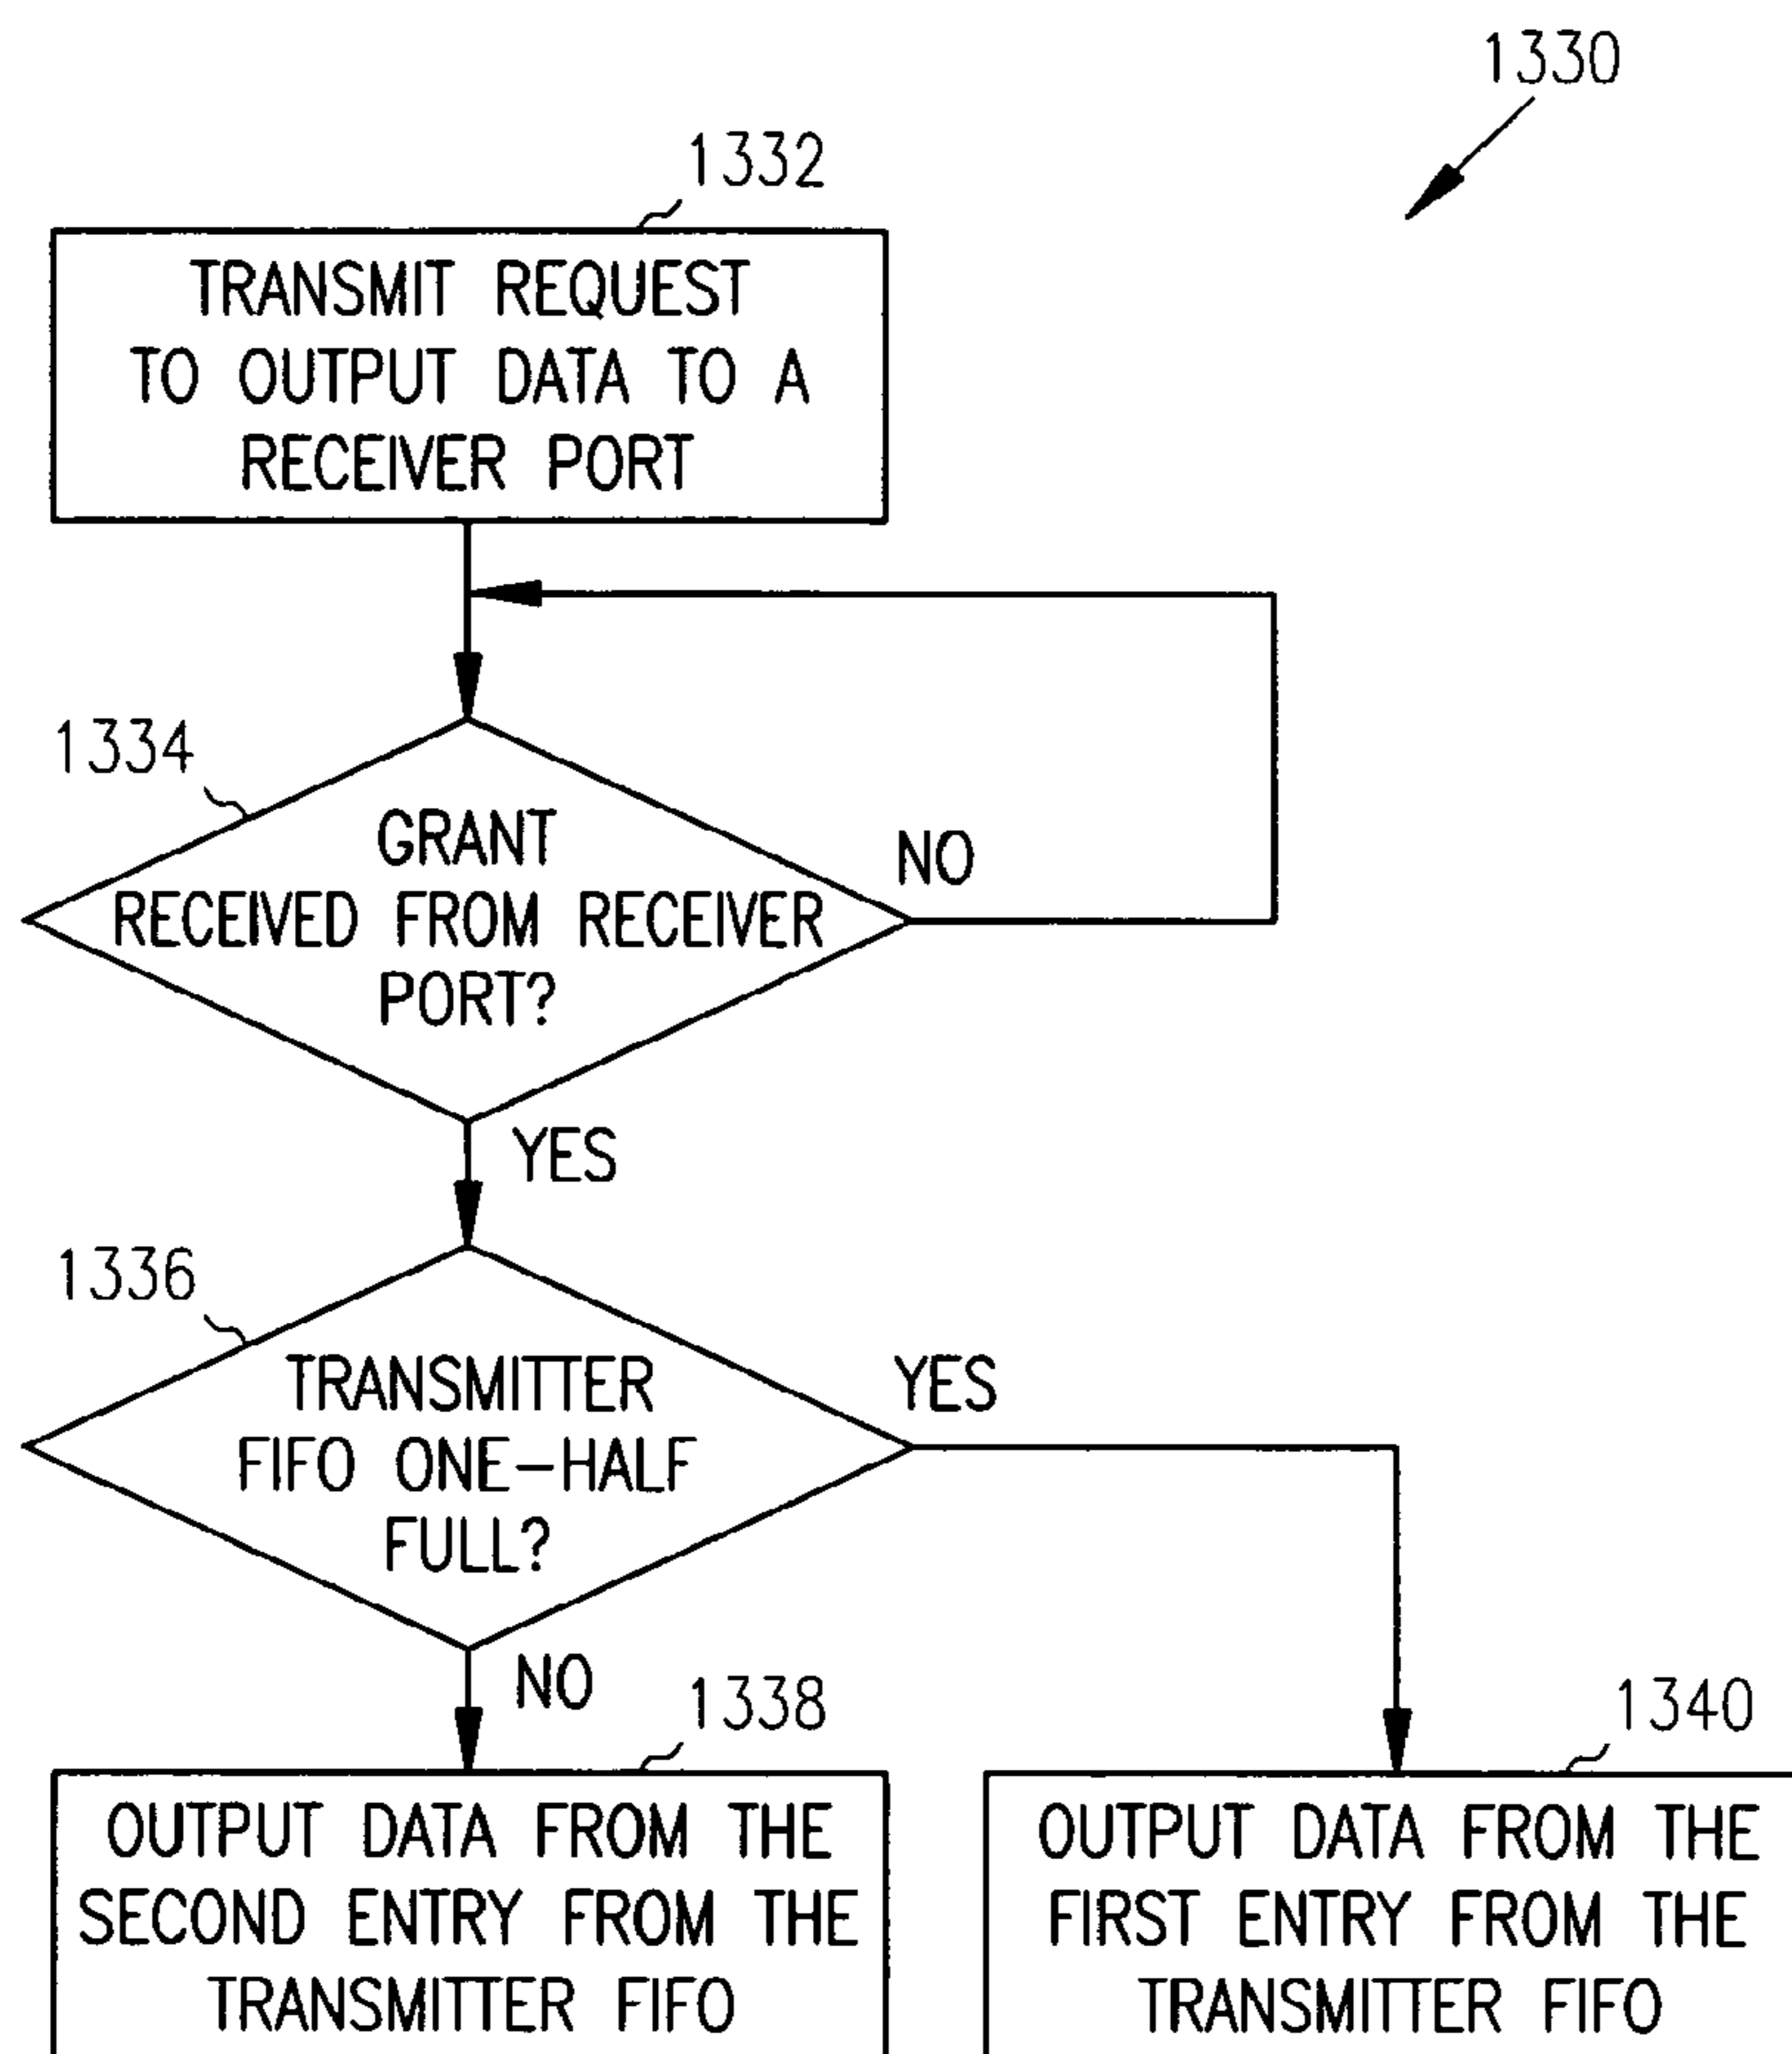 1330
1332
TRANSMIT REQUEST
TO OUTPUT DATA TO A
RECEIVER PORT
1334
GRANT
RECEIVED FROM RECEIVER
PORT?
NO
YES
1336
TRANSMITTER
FIFO ONE-HALF
FULL?
YES
NO
1338
OUTPUT DATA FROM THE
SECOND ENTRY FROM THE
TRANSMITTER FIFO
1340
OUTPUT DATA FROM THE
FIRST ENTRY FROM THE
TRANSMITTER FIFO